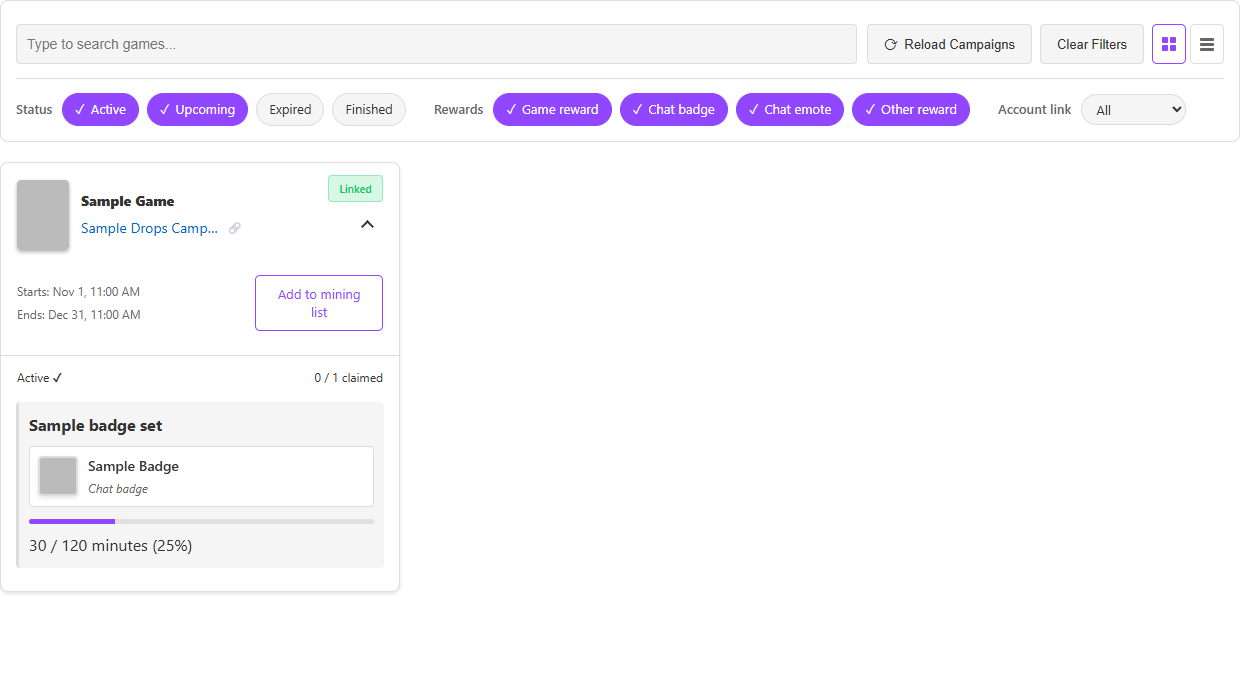 Type to search games...
Reload Campaigns
Clear Filters
Status
✓ Active
✓ Upcoming
Expired
Finished
Rewards
✓ Game reward
✓ Chat badge
✓ Chat emote
✓ Other reward
Account link
All
Linked
Sample Game
Sample Drops Camp...
Starts: Nov 1, 11:00 AM
Ends: Dec 31, 11:00 AM
Add to mining
list
Active ✓
0 / 1 claimed
Sample badge set
Sample Badge
Chat badge
30 / 120 minutes (25%)